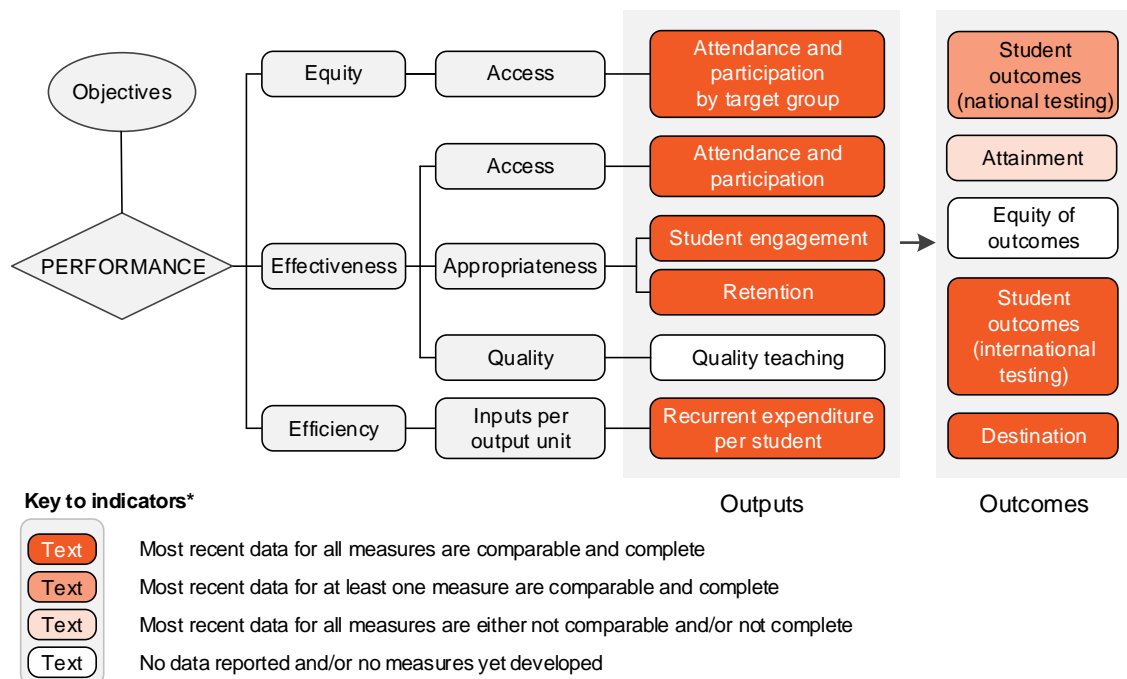 Objectives
PERFORMANCE
Equity
Access
Attendance and
participation
by target group
Effectiveness
Access
Attendance and
participation
Appropriateness
Student engagement
Retention
Quality
Quality teaching
Efficiency
Inputs per
output unit
Recurrent expenditure
per student
Outputs
Student
outcomes
(national testing)
Attainment
Equity of
outcomes
Student
outcomes
(international
testing)
Destination
Outcomes
Key to indicators*
Text Most recent data for all measures are comparable and complete
Text Most recent data for at least one measure are comparable and complete
Text Most recent data for all measures are either not comparable and/or not complete
Text No data reported and/or no measures yet developed